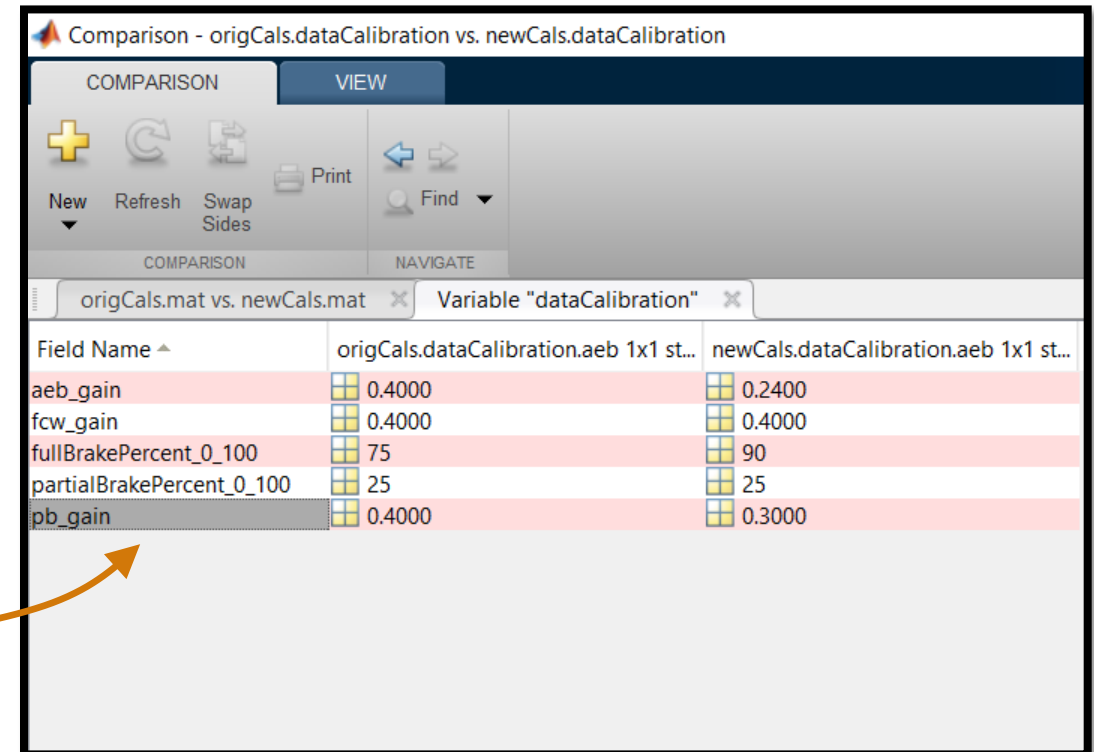 Comparison - origCals.dataCalibration vs. newCals.dataCalibration
COMPARISON VIEW
New Refresh Swap Sides Print Find
COMPARISON NAVIGATE
origCals.mat vs. newCals.mat Variable "dataCalibration"
Field Name origCals.dataCalibration.aeb 1x1 st... newCals.dataCalibration.aeb 1x1 st...
aeb_gain 0.4000 0.2400
fcw_gain 0.4000 0.4000
fullBrakePercent_0_100 75 90
partialBrakePercent_0_100 25 25
pb_gain 0.4000 0.3000